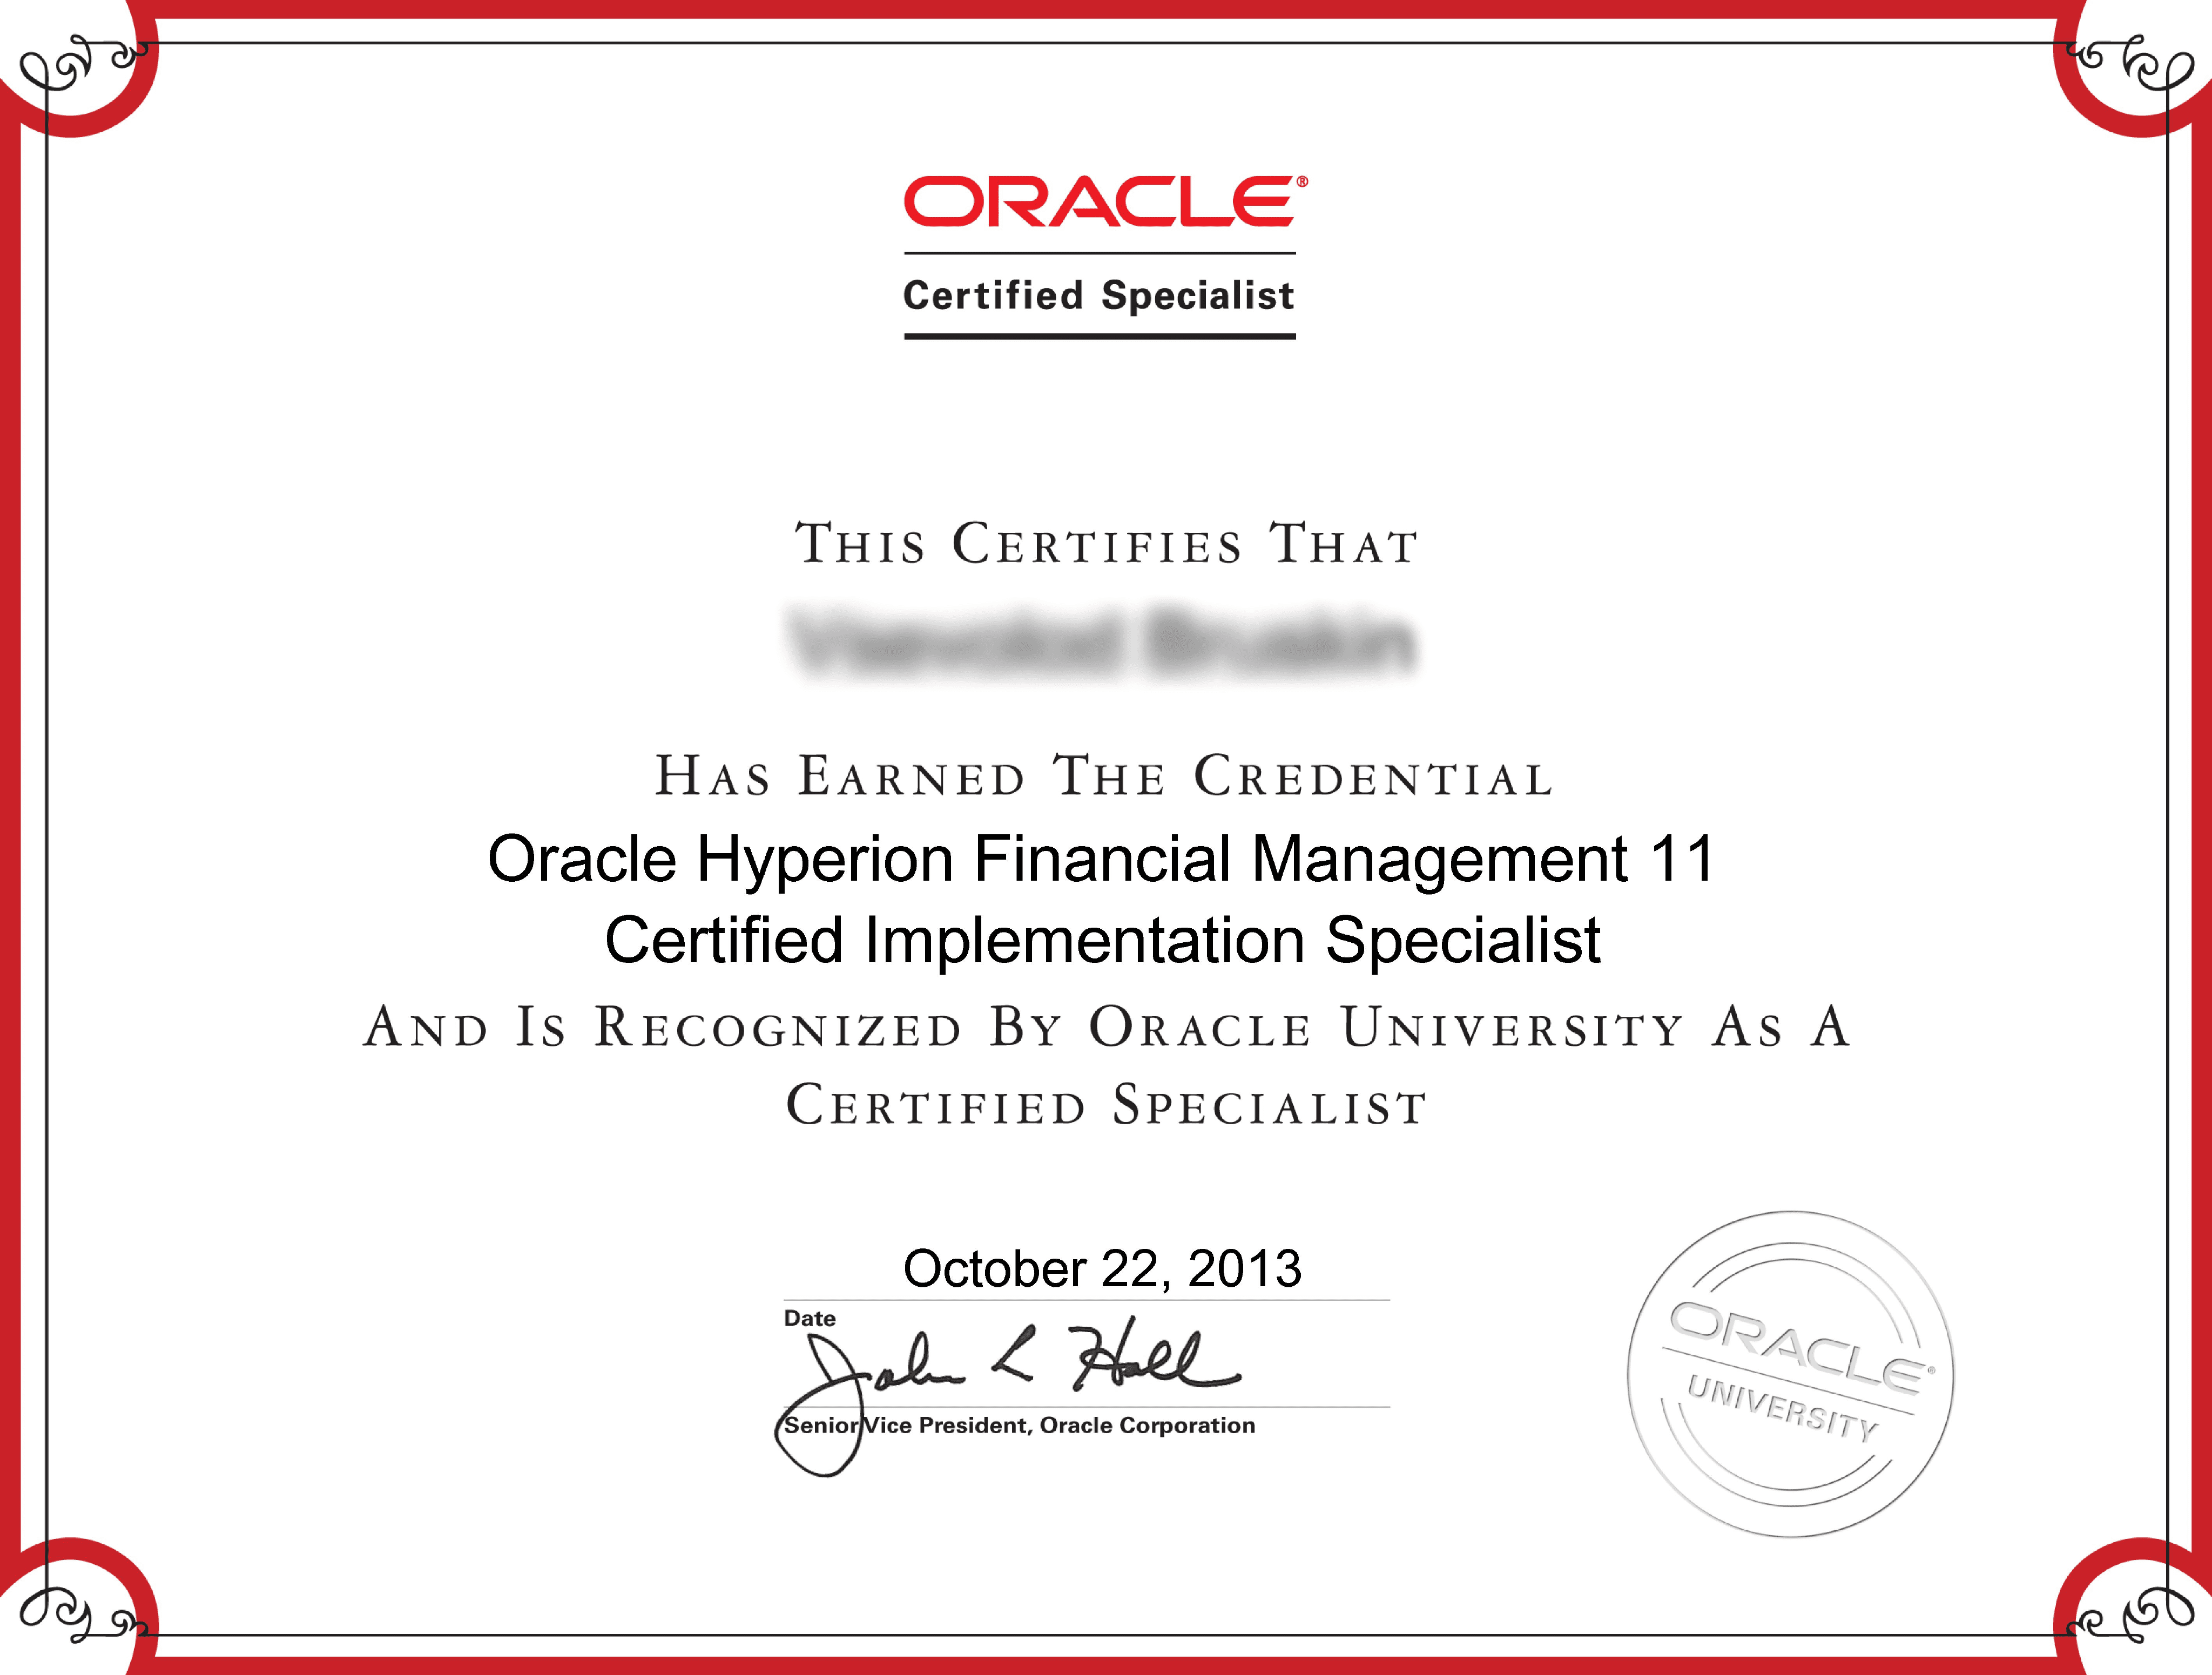 ORACLE®
Certified Specialist
THIS CERTIFIES THAT
HAS EARNED THE CREDENTIAL
Oracle Hyperion Financial Management 11
Certified Implementation Specialist
AND IS RECOGNIZED BY ORACLE UNIVERSITY AS A
CERTIFIED SPECIALIST
October 22, 2013
Date
John L Hall
Senior Vice President, Oracle Corporation
ORACLE®
UNIVERSITY